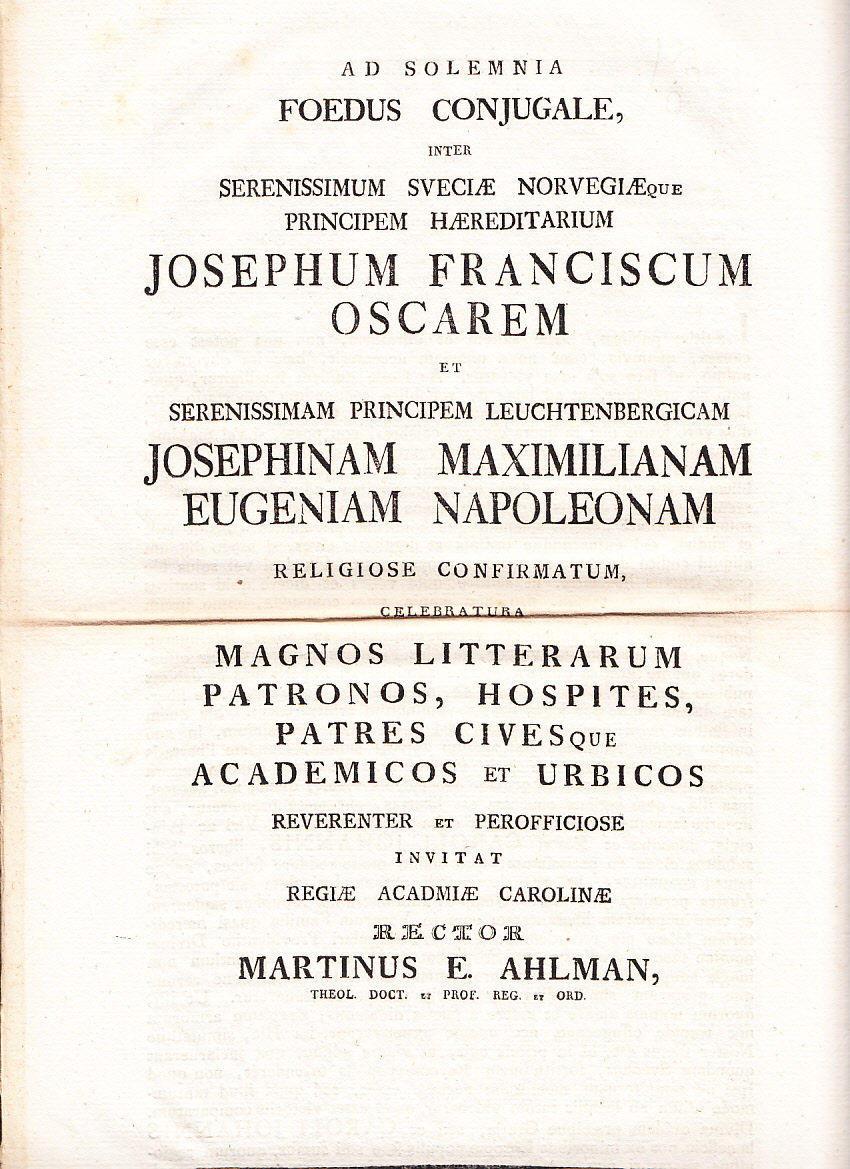 AD SOLEMNIA
FOEDUS CONJUGALE,
INTER
SERENISSIMUM SVECIÆ NORVEGIÆQUE
PRINCIPEM HÆREDITARIUM
JOSEPHUM FRANCISCUM
OSCAREM
ET
SERENISSIMAM PRINCIPEM LEUCHTENBERGICAM
JOSEPHINAM MAXIMILIANAM
EUGENIAM NAPOLEONAM
RELIGIOSE CONFIRMATUM,
CELEBRATURA
MAGNOS LITTERARUM
PATRONOS, HOSPITES,
PATRES CIVESQUE
ACADEMICOS ET URBICOS
REVERENTER ET PEROFFICIOSE
INVITAT
REGIÆ ACADMIÆ CAROLINÆ
RECTOR
MARTINUS E. AHLMAN,
THEOL. DOCT. ET PROF. REG. ET ORD.